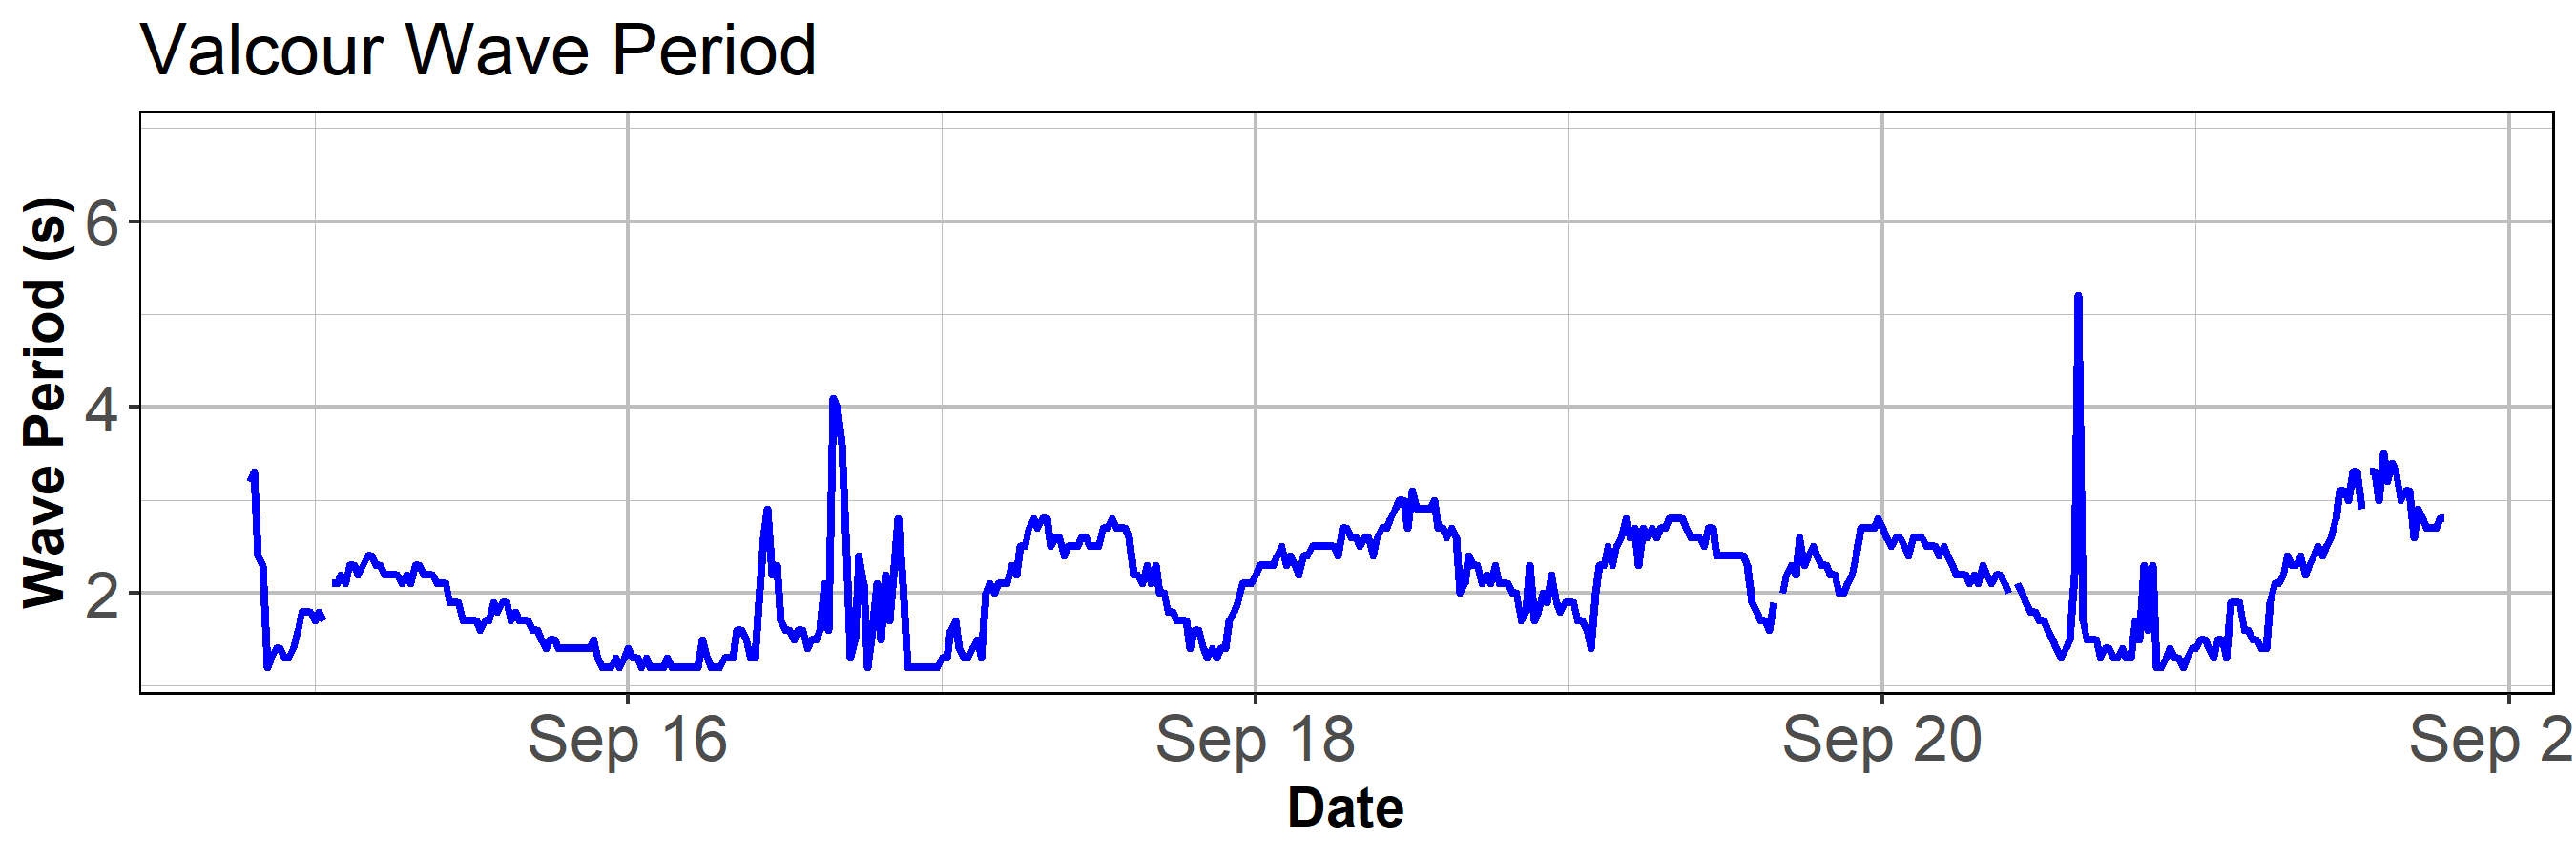 Valcour Wave Period
Wave Period (s)
6
4
2
Sep 16
Sep 18
Sep 20
Sep 2
Date